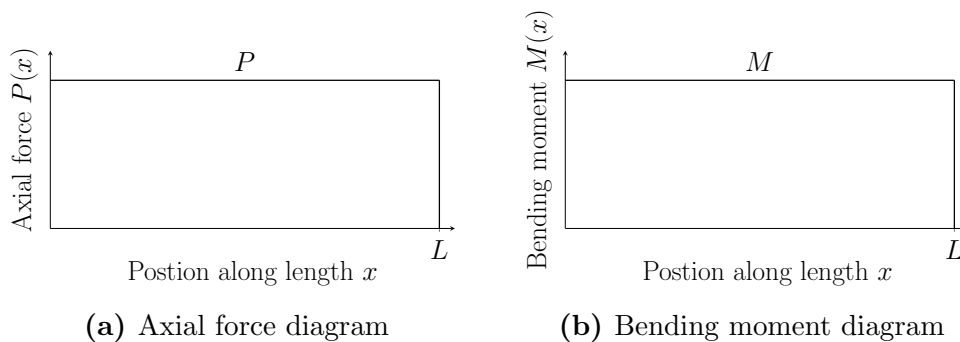 P
Axial force P(x)
L
Postion along length x
(a) Axial force diagram
M
Bending moment M(x)
L
Postion along length x
(b) Bending moment diagram